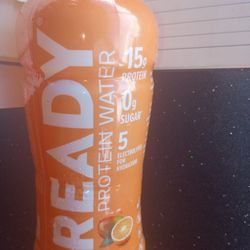 READY
PROTEIN WATER
15g
PROTEIN
0g
SUGAR*
5
ELECTROLYTES
FOR
HYDRATION